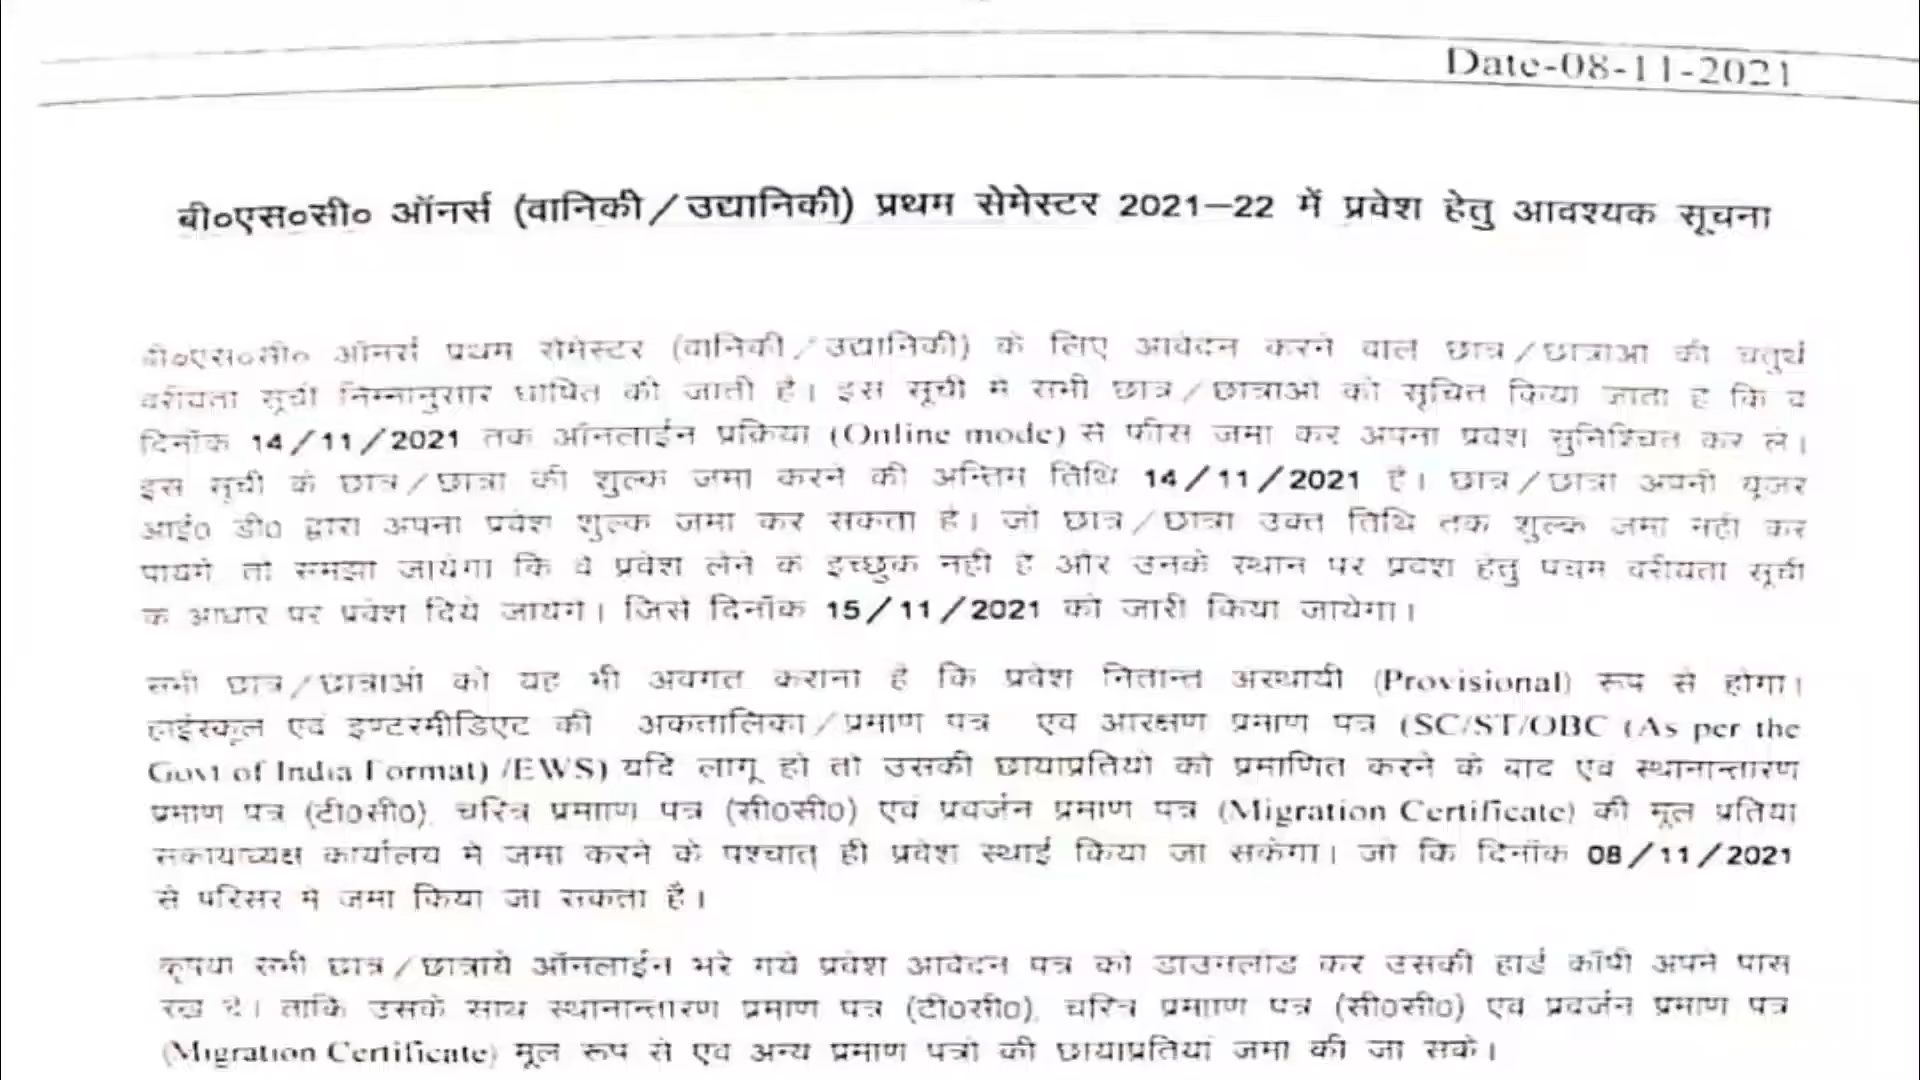 Date-08-11-2021
बी०एस०सी० ऑनर्स (वानिकी/उद्यानिकी) प्रथम सेमेस्टर 2021–22 में प्रवेश हेतु आवश्यक सूचना
बी०एस०सी० ऑनर्स प्रथम सेमेस्टर (वानिकी/उद्यानिकी) के लिए आवेदन करने वाले छात्र/छात्राओं की चतुर्थ
वरीयता सूची निम्नानुसार घोषित की जाती है। इस सूची में सभी छात्र/छात्राओं को सूचित किया जाता है कि वे
दिनॉक 14/11/2021 तक ऑनलाईन प्रक्रिया (Online mode) से फीस जमा कर अपना प्रवेश सुनिश्चित कर लें।
इस सूची के छात्र/छात्रा की शुल्क जमा करने की अन्तिम तिथि 14/11/2021 है। छात्र/छात्रा अपनी यूजर
आई० डी० द्वारा अपना प्रवेश शुल्क जमा कर सकता है। जो छात्र/छात्रा उक्त तिथि तक शुल्क जमा नहीं कर
पायेंगे तो समझा जायेगा कि वे प्रवेश लेने के इच्छुक नहीं है और उनके स्थान पर प्रवेश हेतु पंचम वरीयता सूची
के आधार पर प्रवेश दिये जायेंगे। जिसे दिनॉक 15/11/2021 को जारी किया जायेगा।
सभी छात्र/छात्राओं को यह भी अवगत कराना है कि प्रवेश नितान्त अस्थायी (Provisional) रूप से होगा।
हाईस्कूल एवं इण्टरमीडिएट की अंकतालिका/प्रमाण पत्र एवं आरक्षण प्रमाण पत्र (SC/ST/OBC (As per the
Govt of India Format) /EWS) यदि लागू हो तो उसकी छायाप्रतियों को प्रमाणित करने के बाद एवं स्थानान्तारण
प्रमाण पत्र (टी०सी०), चरित्र प्रमााण पत्र (सी०सी०) एवं प्रवर्जन प्रमाण पत्र (Migration Certificate) की मूल प्रतिया
संकायाध्यक्ष कार्यालय में जमा करने के पश्चात् ही प्रवेश स्थाई किया जा सकेगा। जो कि दिनॉक 08/11/2021
से परिसर में जमा किया जा सकता है।
कृपया सभी छात्र/छात्रायें ऑनलाईन भरे गये प्रवेश आवेदन पत्र को डाउनलोड कर उसकी हार्ड कॉपी अपने पास
रख लें। ताकि उसके साथ स्थानान्तारण प्रमाण पत्र (टी०सी०), चरित्र प्रमााण पत्र (सी०सी०) एवं प्रवर्जन प्रमाण पत्र
(Migration Certificate) मूल रूप से एवं अन्य प्रमाण पत्रों की छायाप्रतियां जमा की जा सकें।